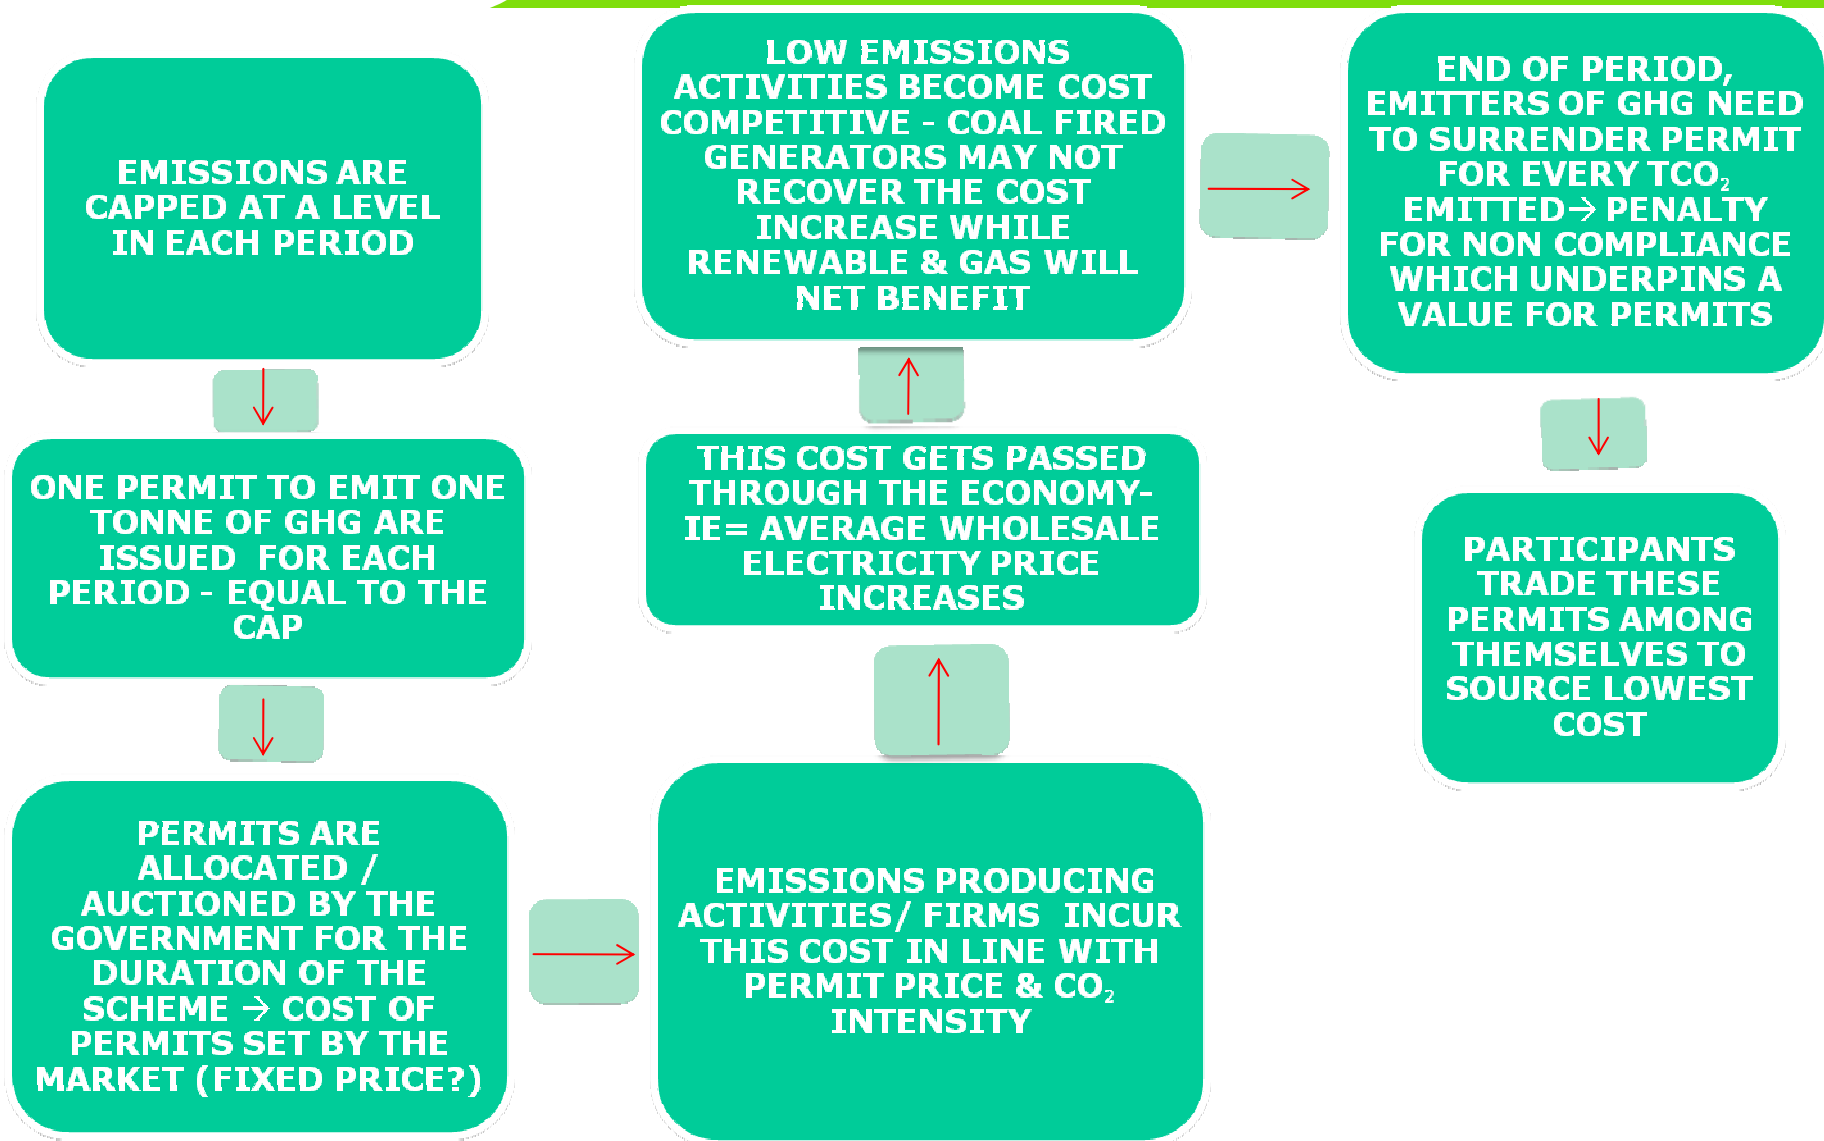 EMISSIONS ARE
CAPPED AT A LEVEL
IN EACH PERIOD
ONE PERMIT TO EMIT ONE
TONNE OF GHG ARE
ISSUED  FOR EACH
PERIOD - EQUAL TO THE
CAP
PERMITS ARE
ALLOCATED /
AUCTIONED BY THE
GOVERNMENT FOR THE
DURATION OF THE
SCHEME → COST OF
PERMITS SET BY THE
MARKET (FIXED PRICE?)
EMISSIONS PRODUCING
ACTIVITIES/ FIRMS  INCUR
THIS COST IN LINE WITH
PERMIT PRICE & CO₂
INTENSITY
THIS COST GETS PASSED
THROUGH THE ECONOMY-
IE= AVERAGE WHOLESALE
ELECTRICITY PRICE
INCREASES
LOW EMISSIONS
ACTIVITIES BECOME COST
COMPETITIVE - COAL FIRED
GENERATORS MAY NOT
RECOVER THE COST
INCREASE WHILE
RENEWABLE & GAS WILL
NET BENEFIT
END OF PERIOD,
EMITTERS OF GHG NEED
TO SURRENDER PERMIT
FOR EVERY TCO₂
EMITTED→ PENALTY
FOR NON COMPLIANCE
WHICH UNDERPINS A
VALUE FOR PERMITS
PARTICIPANTS
TRADE THESE
PERMITS AMONG
THEMSELVES TO
SOURCE LOWEST
COST